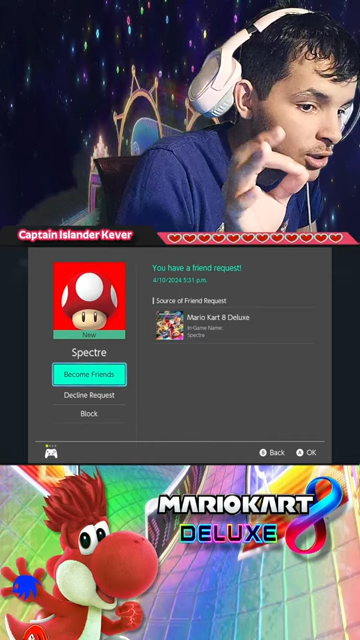 Captain Islander Kever
You have a friend request!
4/10/2024 5:31 p.m.
Source of Friend Request
Mario Kart 8 Deluxe
In-Game Name:
Spectre
New
Spectre
Become Friends
Decline Request
Block
B Back
A OK
MARIOKART 8
DELUXE